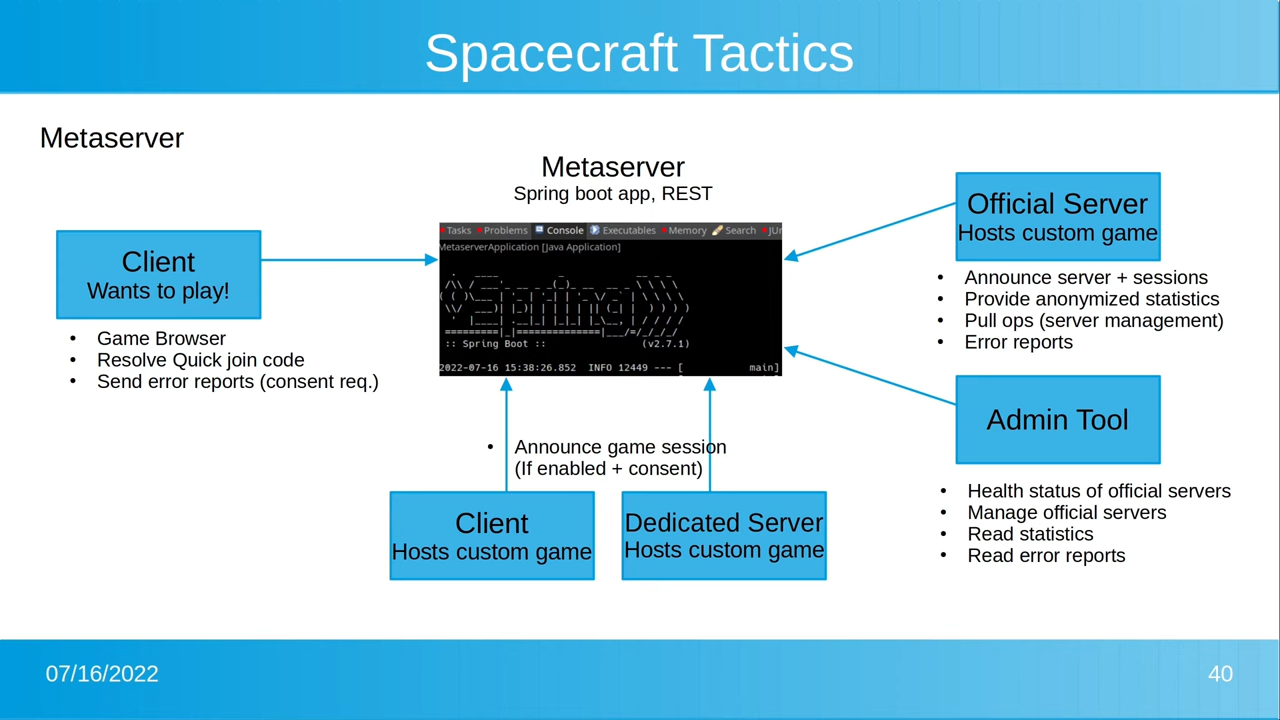 Spacecraft Tactics
Metaserver
Metaserver
Spring boot app, REST
Tasks Problems Console Executables Memory Search
MetaserverApplication [Java Application]
:: Spring Boot :: (v2.7.1)
2022-07-16 15:38:26.852 INFO 12449 --- [ main]
Client
Wants to play!
• Game Browser
• Resolve Quick join code
• Send error reports (consent req.)
Official Server
Hosts custom game
• Announce server + sessions
• Provide anonymized statistics
• Pull ops (server management)
• Error reports
Admin Tool
• Health status of official servers
• Manage official servers
• Read statistics
• Read error reports
• Announce game session
(If enabled + consent)
Client
Hosts custom game
Dedicated Server
Hosts custom game
07/16/2022
40